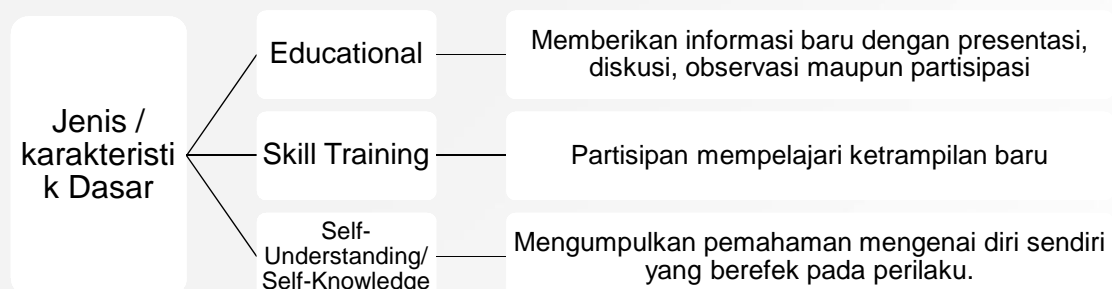 Jenis /
karakteristi
k Dasar
Educational
Memberikan informasi baru dengan presentasi,
diskusi, observasi maupun partisipasi
Skill Training
Partisipan mempelajari ketrampilan baru
Self-
Understanding/
Self-Knowledge
Mengumpulkan pemahaman mengenai diri sendiri
yang berefek pada perilaku.